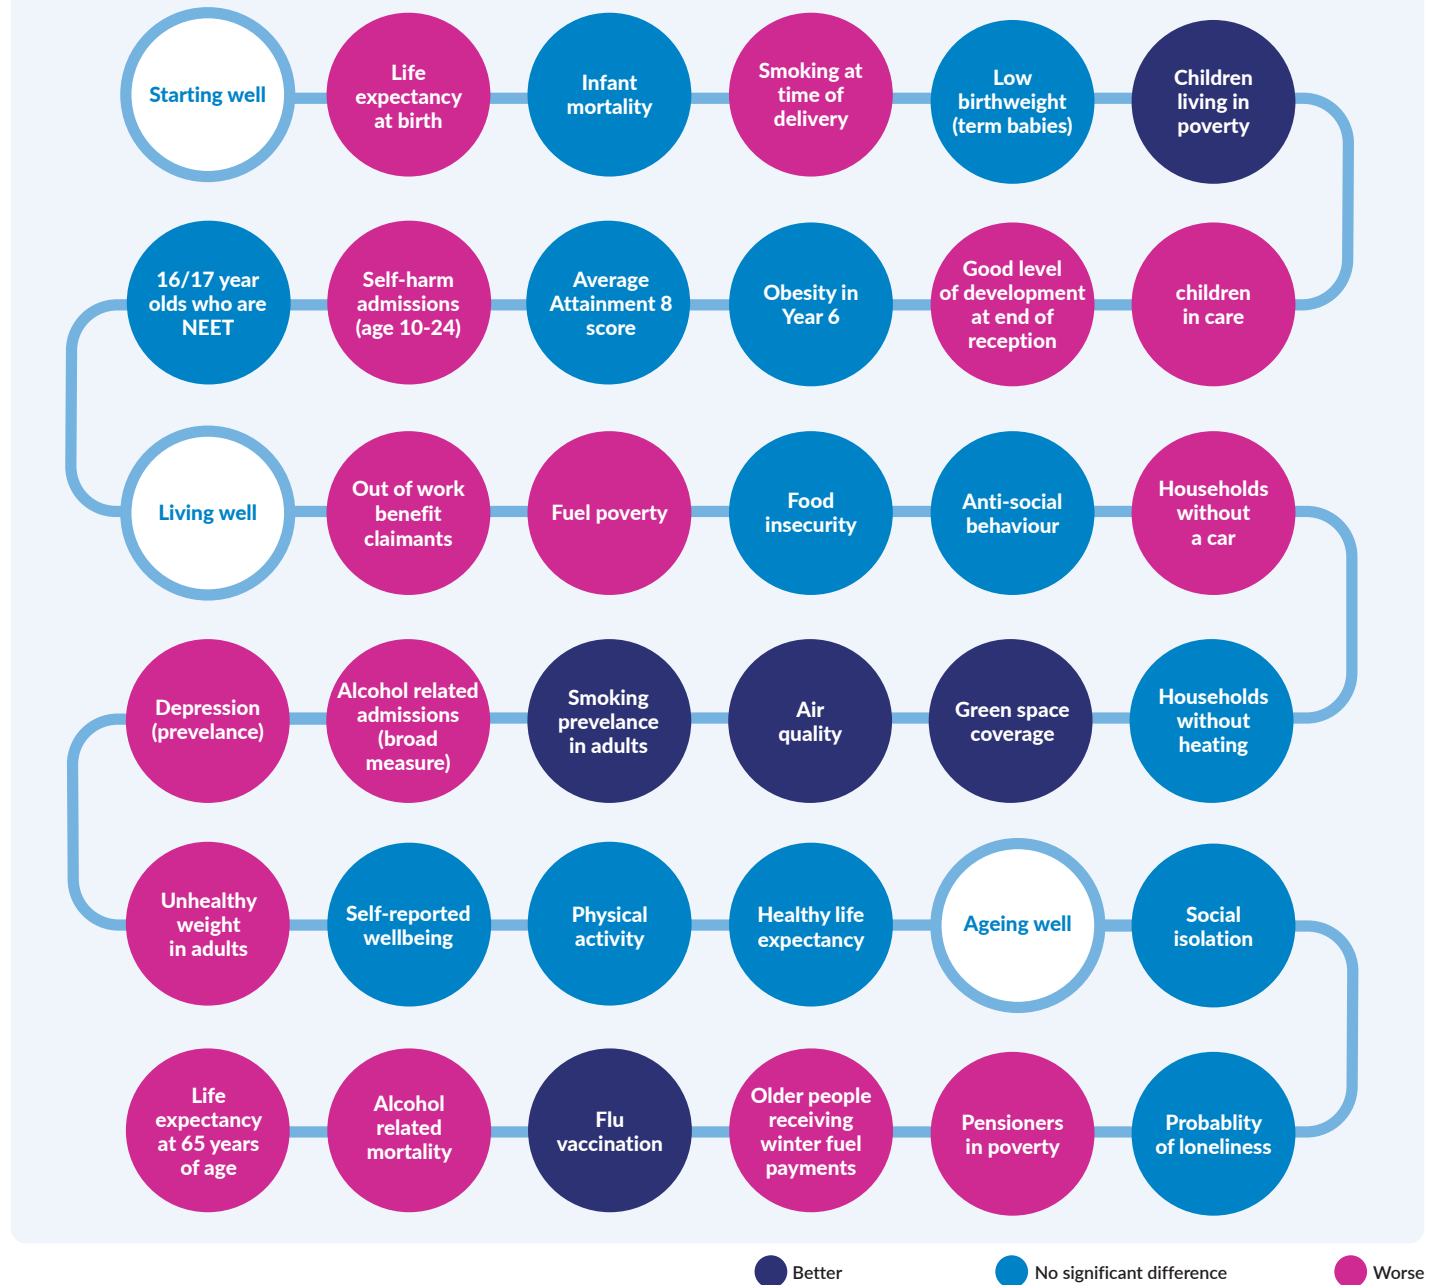 Starting well
Life
expectancy
at birth
Infant
mortality
Smoking at
time of
delivery
Low
birthweight
(term babies)
Children
living in
poverty
16/17 year
olds who are
NEET
Self-harm
admissions
(age 10-24)
Average
Attainment 8
score
Obesity in
Year 6
Good level
of development
at end of
reception
children
in care
Living well
Out of work
benefit
claimants
Fuel poverty
Food
insecurity
Anti-social
behaviour
Households
without
a car
Depression
(prevelance)
Alcohol related
admissions
(broad
measure)
Smoking
prevelance
in adults
Air
quality
Green space
coverage
Households
without
heating
Unhealthy
weight
in adults
Self-reported
wellbeing
Physical
activity
Healthy life
expectancy
Ageing well
Social
isolation
Life
expectancy
at 65 years
of age
Alcohol
related
mortality
Flu
vaccination
Older people
receiving
winter fuel
payments
Pensioners
in poverty
Probablity
of loneliness
Better
No significant difference
Worse